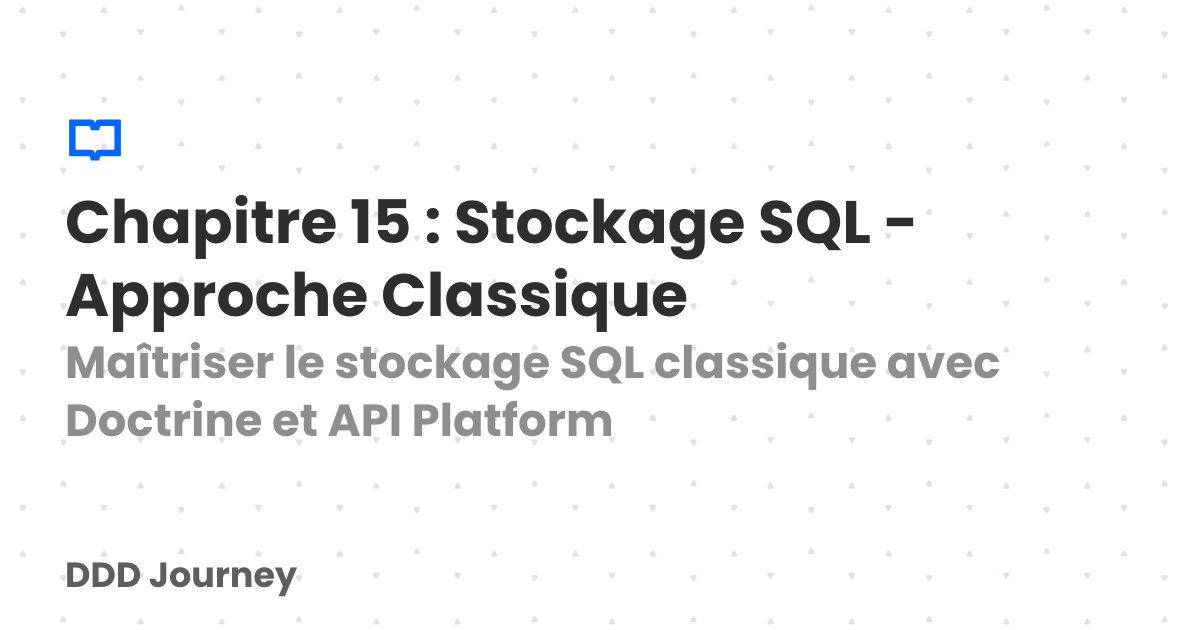 Chapitre 15 : Stockage SQL -
Approche Classique
Maîtriser le stockage SQL classique avec
Doctrine et API Platform
DDD Journey